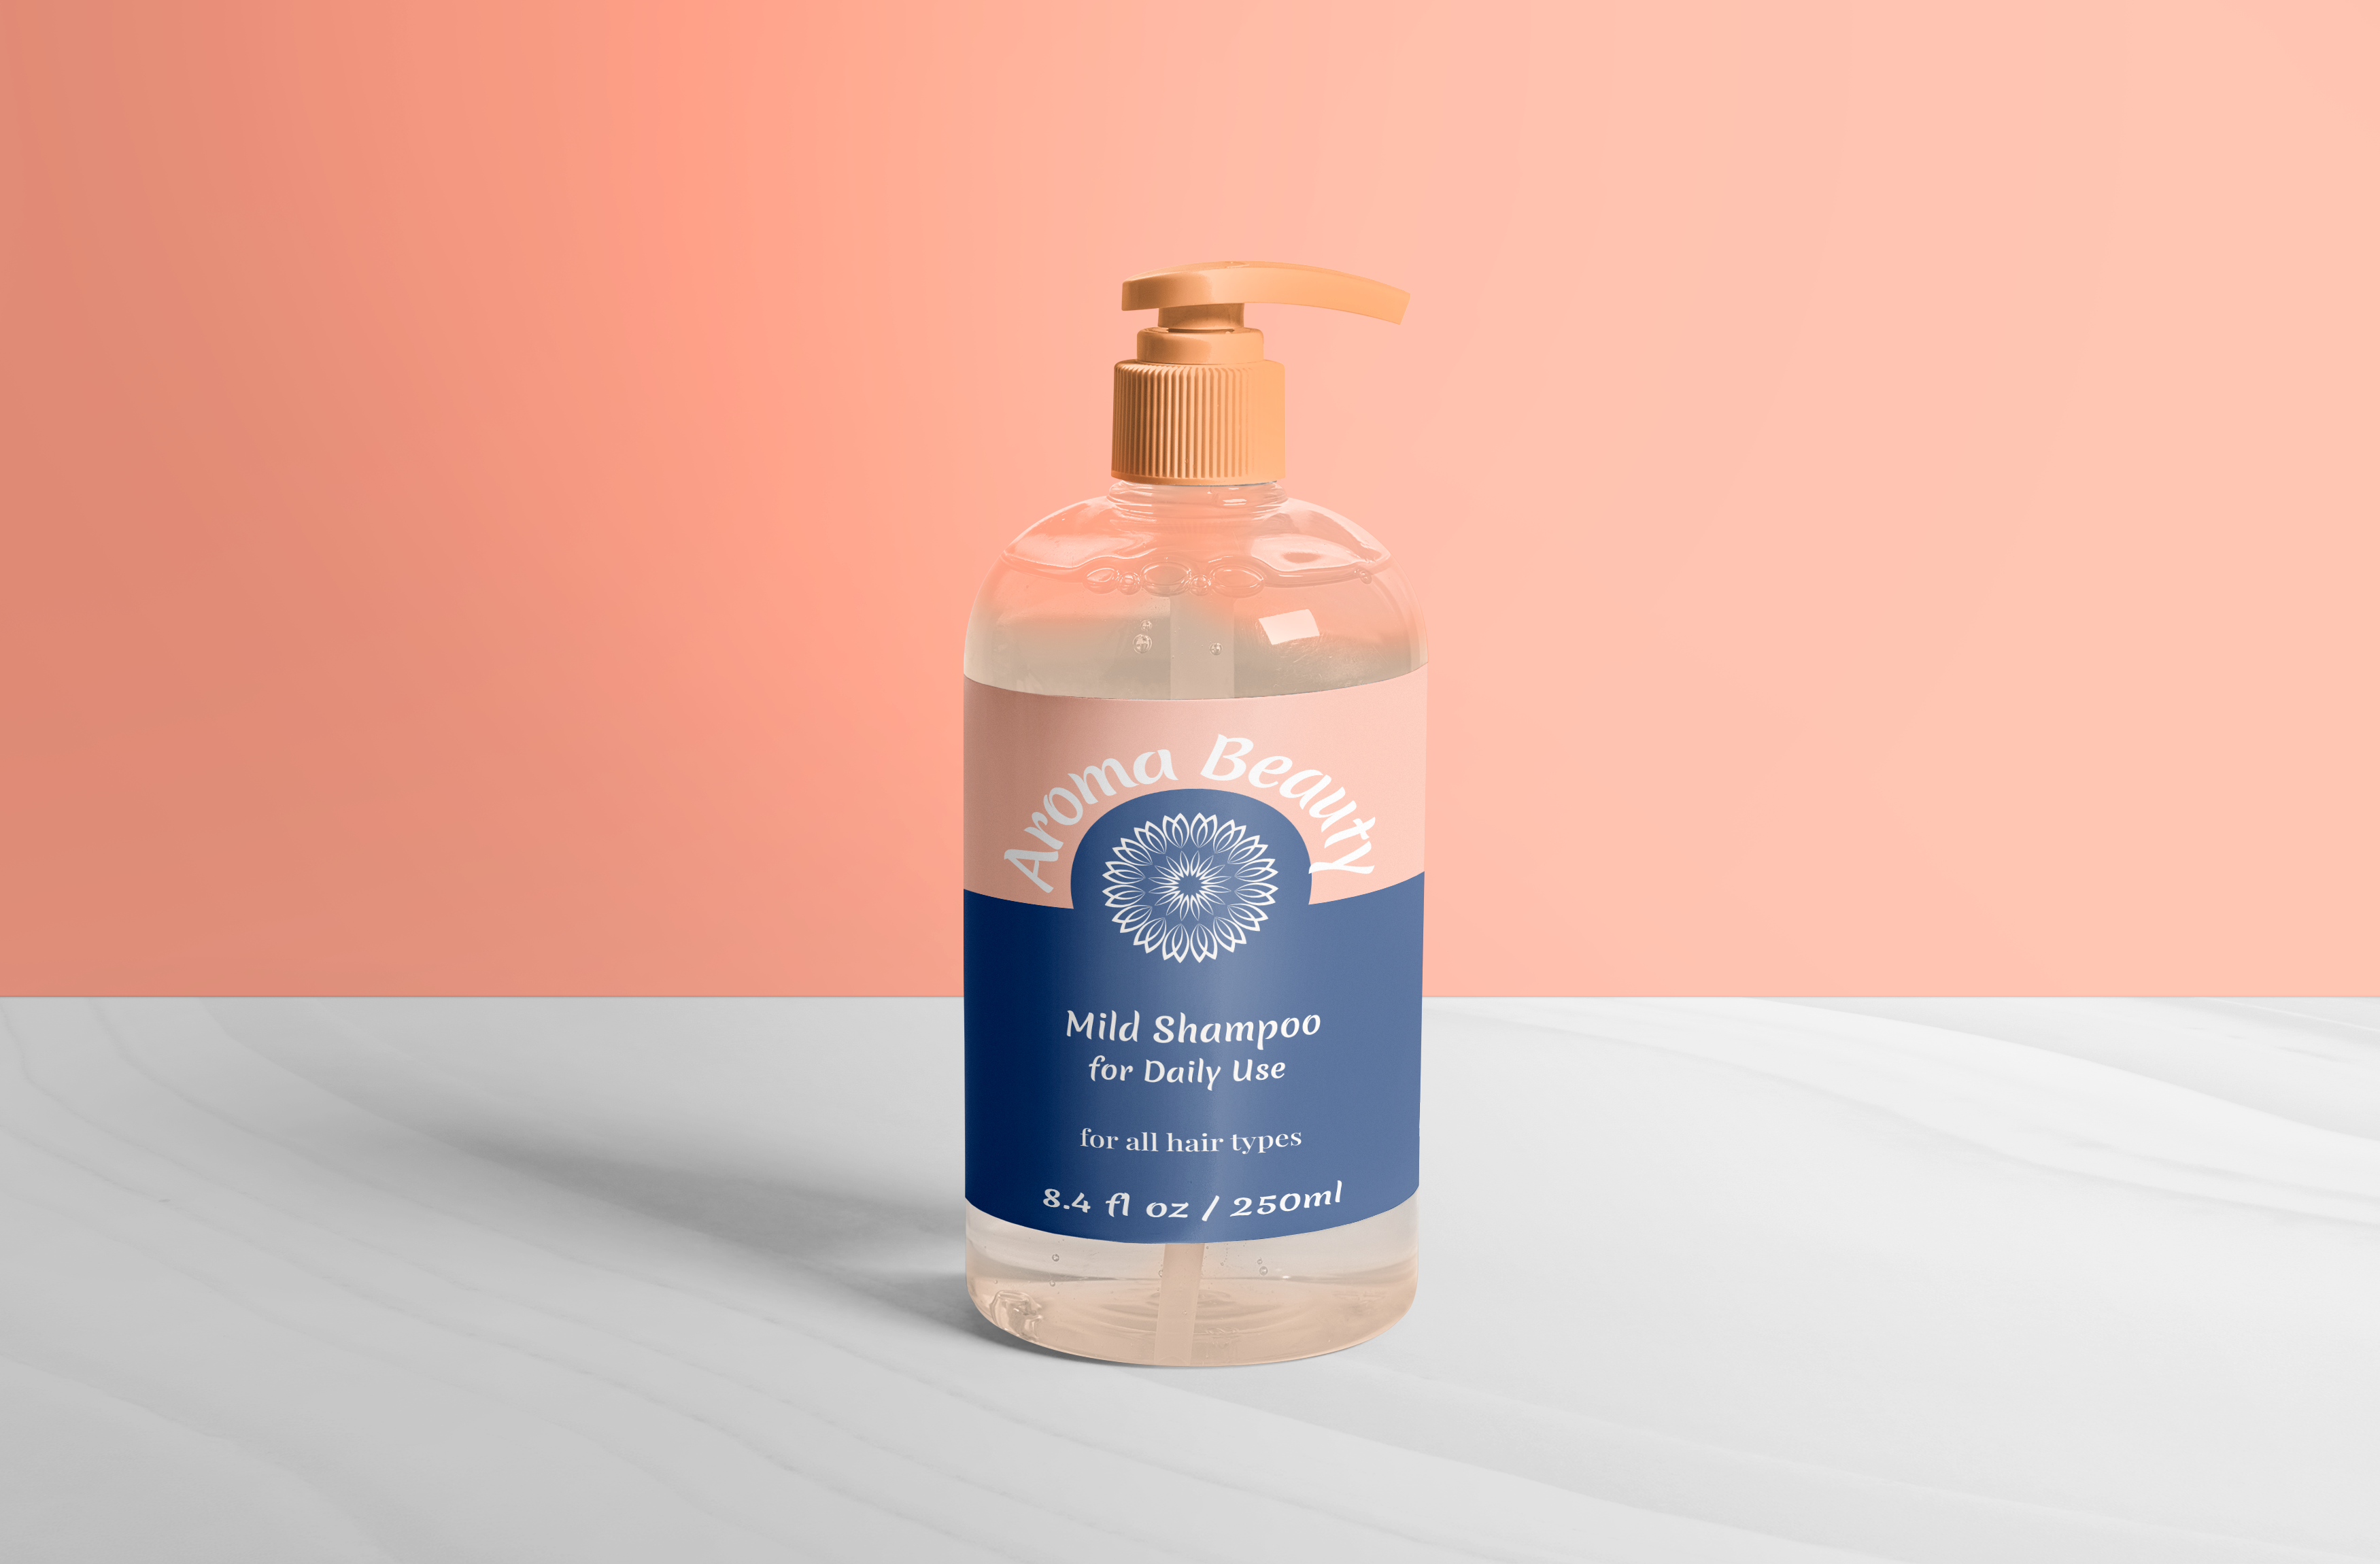 Aroma Beauty
Mild Shampoo
for Daily Use
for all hair types
8.4 fl oz / 250ml